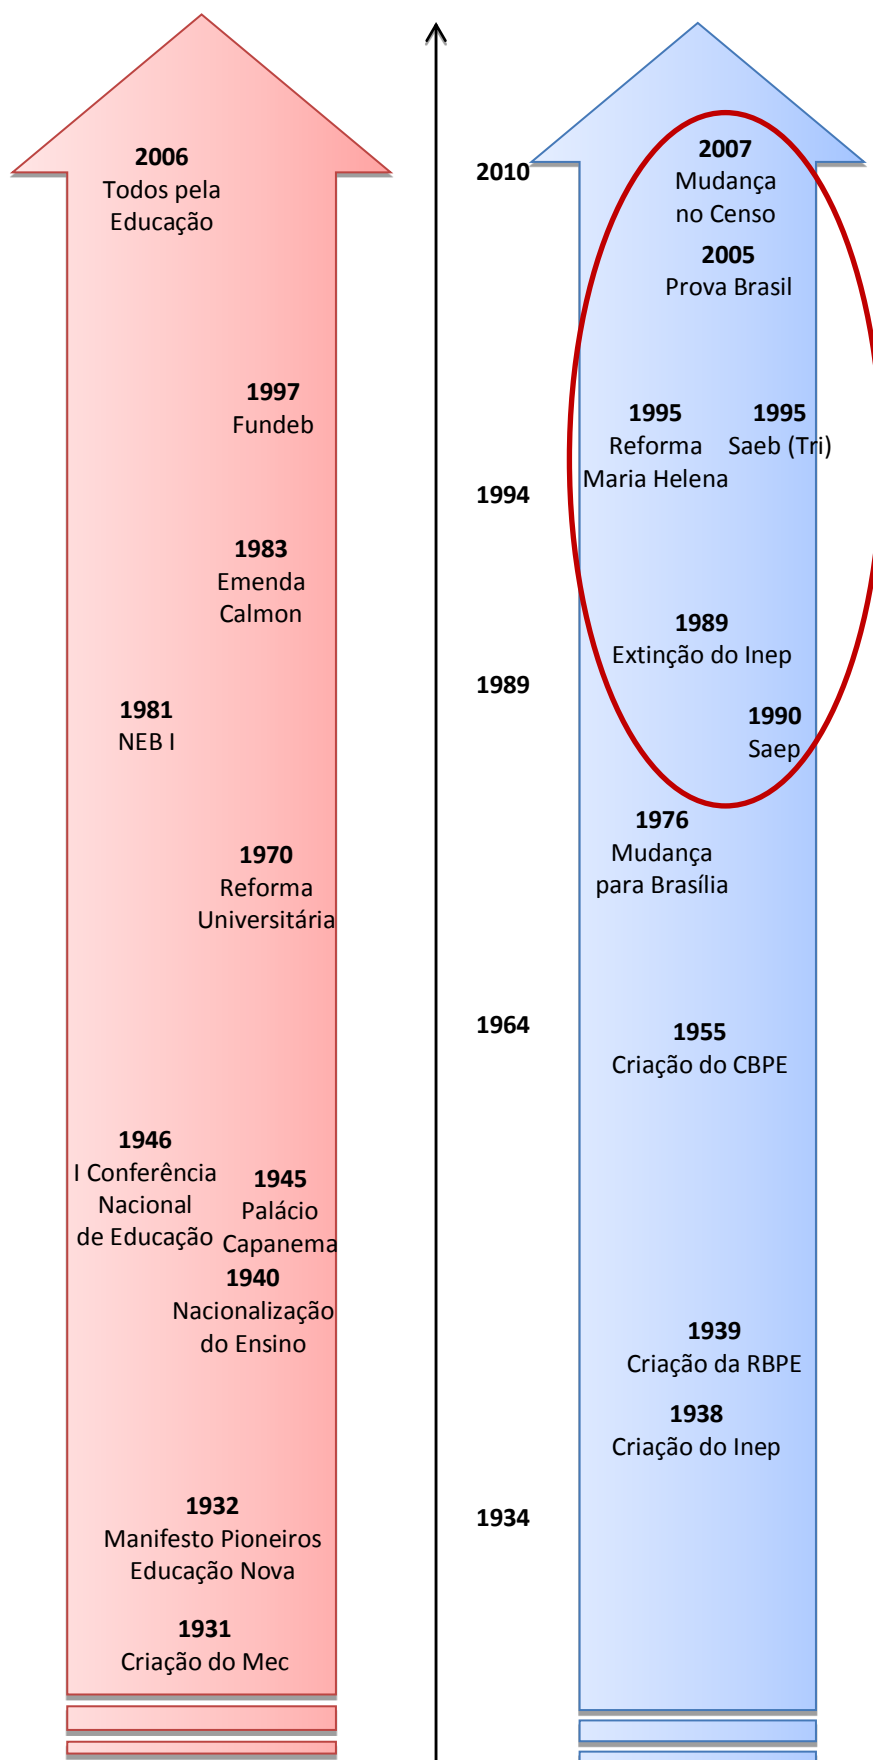 2006
Todos pela
Educação
1997
Fundeb
1983
Emenda
Calmon
1981
NEB I
1970
Reforma
Universitária
1946
I Conferência
Nacional
de Educação
1945
Palácio
Capanema
1940
Nacionalização
do Ensino
1932
Manifesto Pioneiros
Educação Nova
1931
Criação do Mec
2010
1994
1989
1964
1934
2007
Mudança
no Censo
2005
Prova Brasil
1995
Reforma
Maria Helena
1995
Saeb (Tri)
1989
Extinção do Inep
1990
Saep
1976
Mudança
para Brasília
1955
Criação do CBPE
1939
Criação da RBPE
1938
Criação do Inep